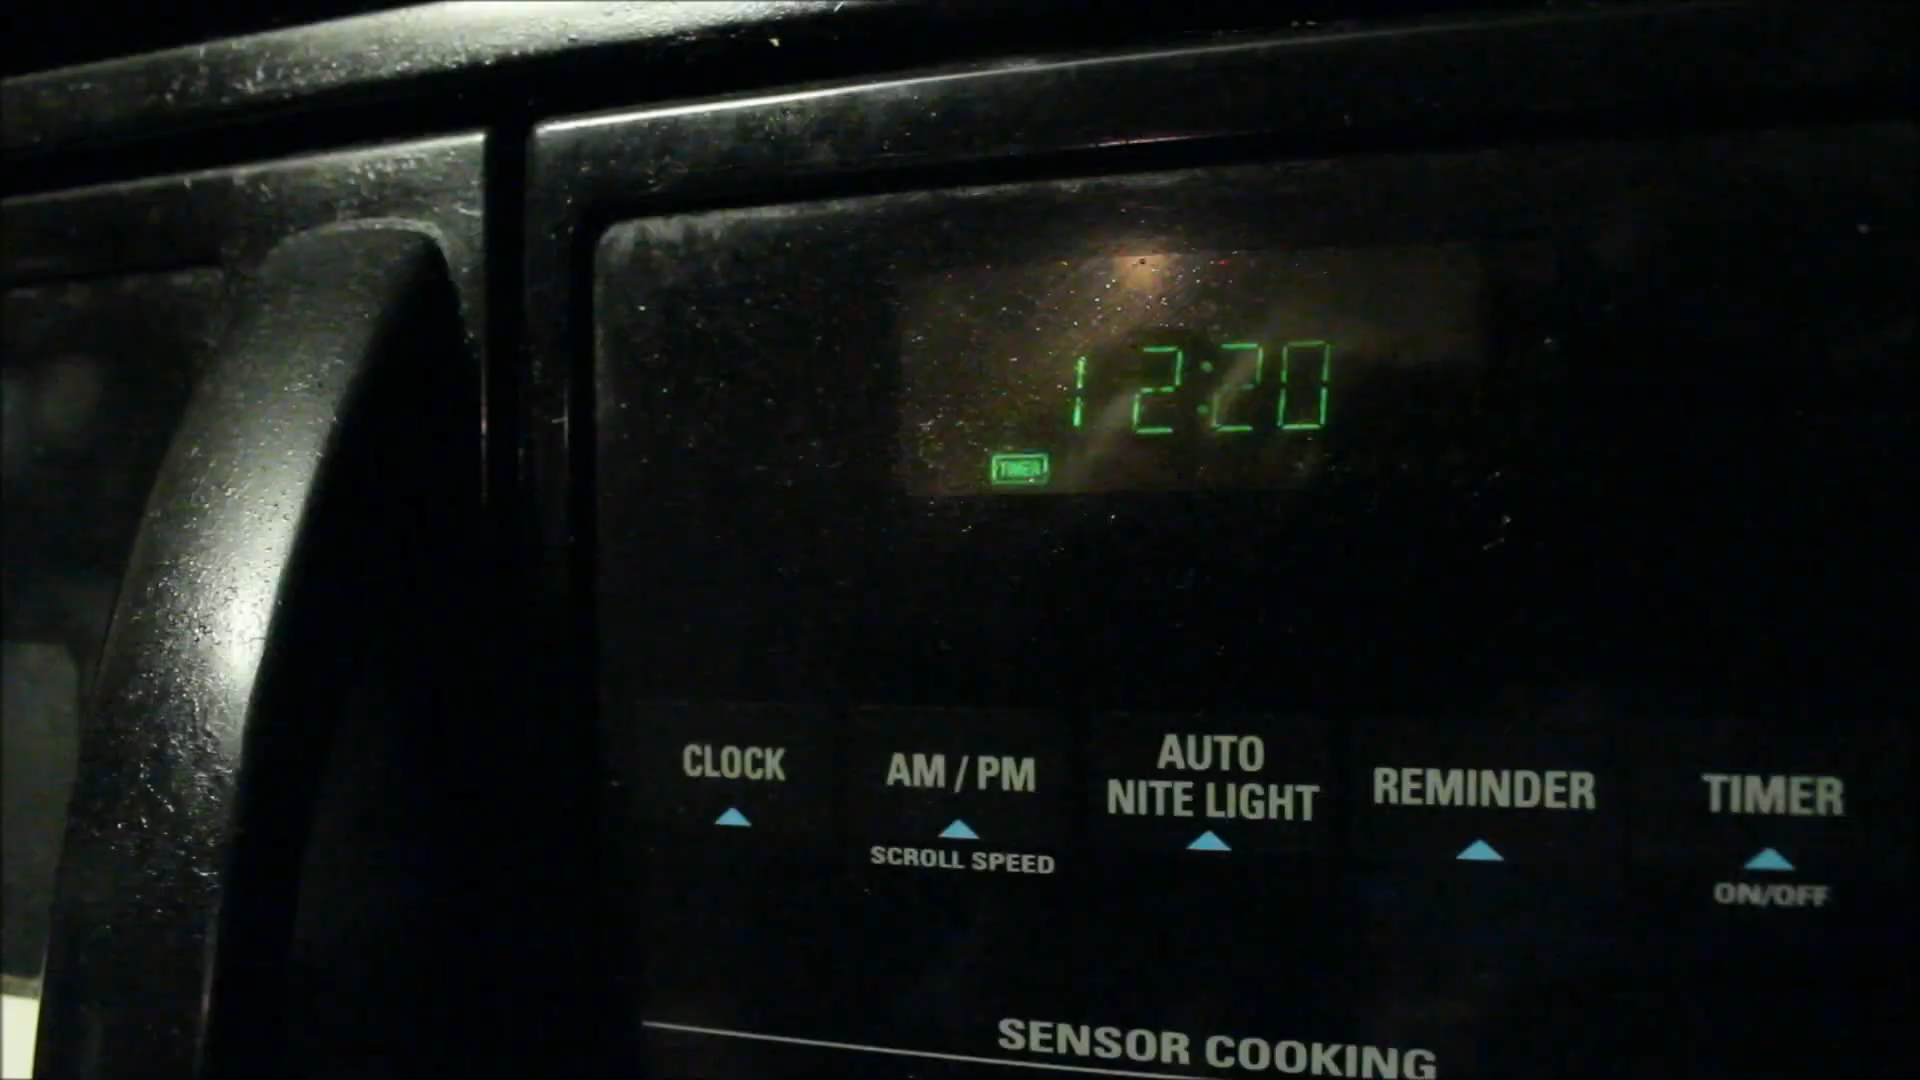 12:20
TIMER
CLOCK
AM / PM
SCROLL SPEED
AUTO
NITE LIGHT
REMINDER
TIMER
ON/OFF
SENSOR COOKING